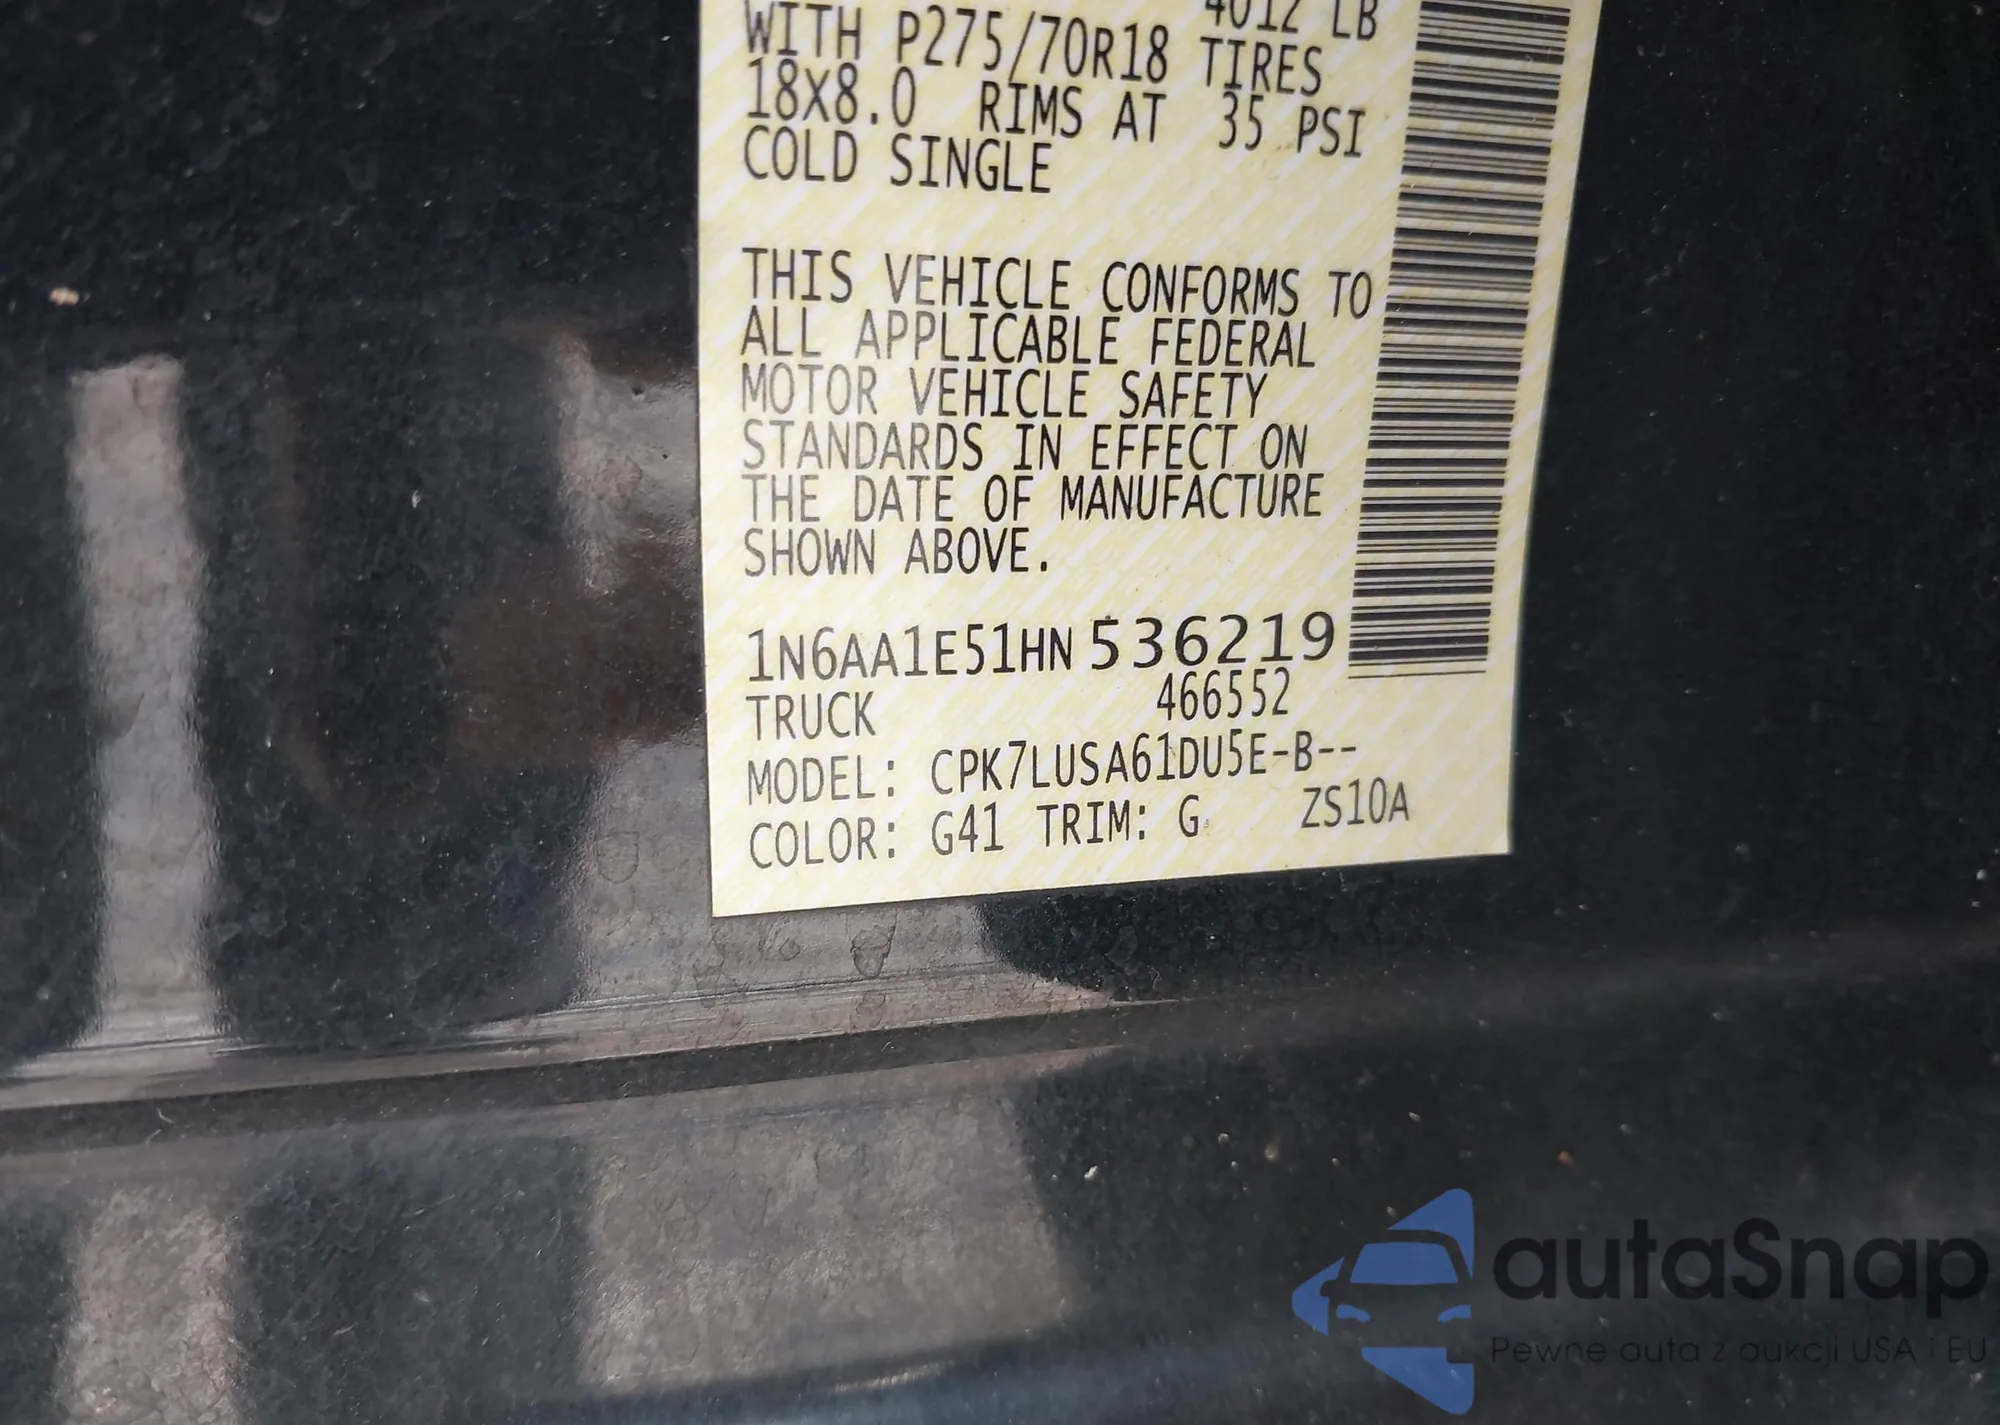 4012 LB
WITH P275/70R18 TIRES
18X8.0 RIMS AT 35 PSI
COLD SINGLE
THIS VEHICLE CONFORMS TO
ALL APPLICABLE FEDERAL
MOTOR VEHICLE SAFETY
STANDARDS IN EFFECT ON
THE DATE OF MANUFACTURE
SHOWN ABOVE.
1N6AA1E51HN536219
TRUCK 466552
MODEL: CPK7LUSA61DU5E-B--
COLOR: G41 TRIM: G ZS10A
autaSnap
Pewne auta z aukcji USA i EU